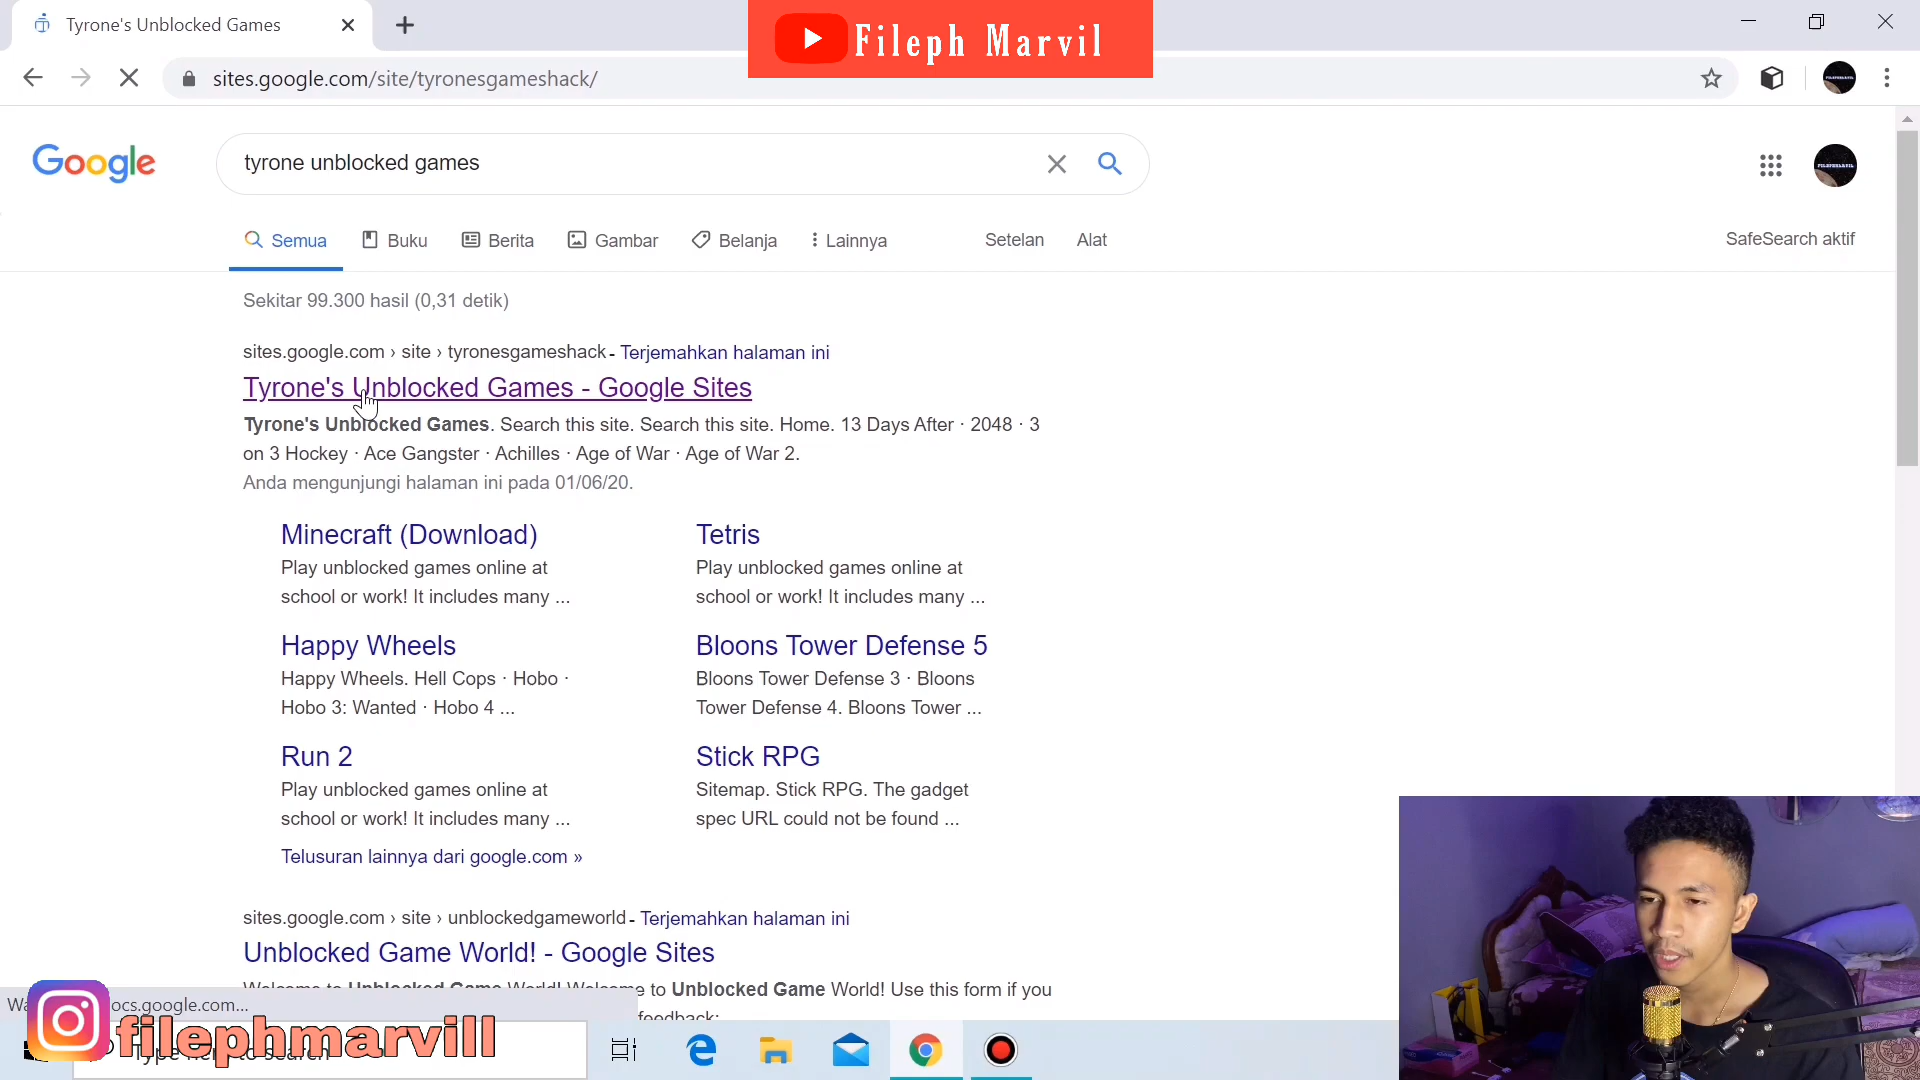 Tyrone's Unblocked Games
Fileph Marvil
sites.google.com/site/tyronesgameshack/
Google
tyrone unblocked games
Semua
Buku
Berita
Gambar
Belanja
Lainnya
Setelan
Alat
SafeSearch aktif
Sekitar 99.300 hasil (0,31 detik)
sites.google.com › site › tyronesgameshack - Terjemahkan halaman ini
Tyrone's Unblocked Games - Google Sites
Tyrone's Unblocked Games. Search this site. Search this site. Home. 13 Days After · 2048 · 3
on 3 Hockey · Ace Gangster · Achilles · Age of War · Age of War 2.
Anda mengunjungi halaman ini pada 01/06/20.
Minecraft (Download)
Play unblocked games online at
school or work! It includes many ...
Tetris
Play unblocked games online at
school or work! It includes many ...
Happy Wheels
Happy Wheels. Hell Cops · Hobo ·
Hobo 3: Wanted · Hobo 4 ...
Bloons Tower Defense 5
Bloons Tower Defense 3 · Bloons
Tower Defense 4. Bloons Tower ...
Run 2
Play unblocked games online at
school or work! It includes many ...
Stick RPG
Sitemap. Stick RPG. The gadget
spec URL could not be found ...
Telusuran lainnya dari google.com »
sites.google.com › site › unblockedgameworld - Terjemahkan halaman ini
Unblocked Game World! - Google Sites
to Unblocked Game World! Use this form if you
feedback:
ocs.google.com...
filephmarvill